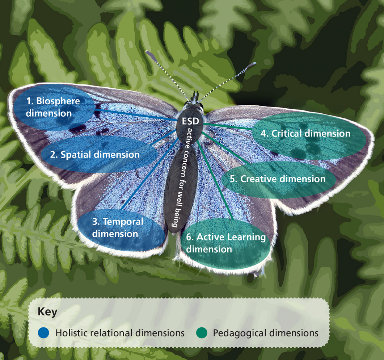 1. Biosphere
dimension
2. Spatial dimension
3. Temporal
dimension
ESD
active concern for well being
4. Critical dimension
5. Creative dimension
6. Active Learning
dimension
Key
Holistic relational dimensions
Pedagogical dimensions